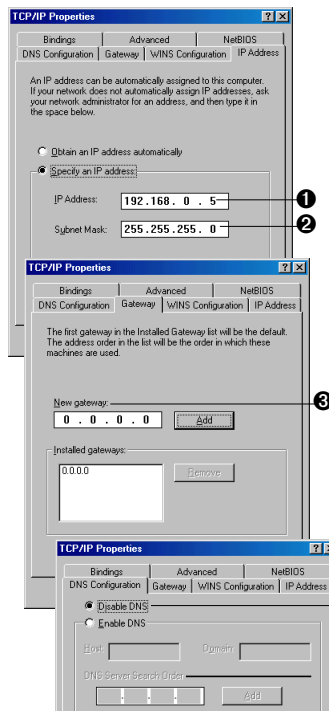 TCP/IP Properties
Bindings Advanced NetBIOS
DNS Configuration Gateway WINS Configuration IP Address
An IP address can be automatically assigned to this computer.
If your network does not automatically assign IP addresses, ask
your network administrator for an address, and then type it in
the space below.
Obtain an IP address automatically
Specify an IP address:
IP Address: 192.168. 0 . 5
1
Subnet Mask: 255.255.255. 0
2
TCP/IP Properties
Bindings Advanced NetBIOS
DNS Configuration Gateway WINS Configuration IP Address
The first gateway in the Installed Gateway list will be the default.
The address order in the list will be the order in which these
machines are used.
New gateway:
3
0 . 0 . 0 . 0 Add
Installed gateways:
0.0.0.0 Remove
TCP/IP Properties
Bindings Advanced NetBIOS
DNS Configuration Gateway WINS Configuration IP Address
Disable DNS
Enable DNS
Host: Domain:
DNS Server Search Order
. . . Add